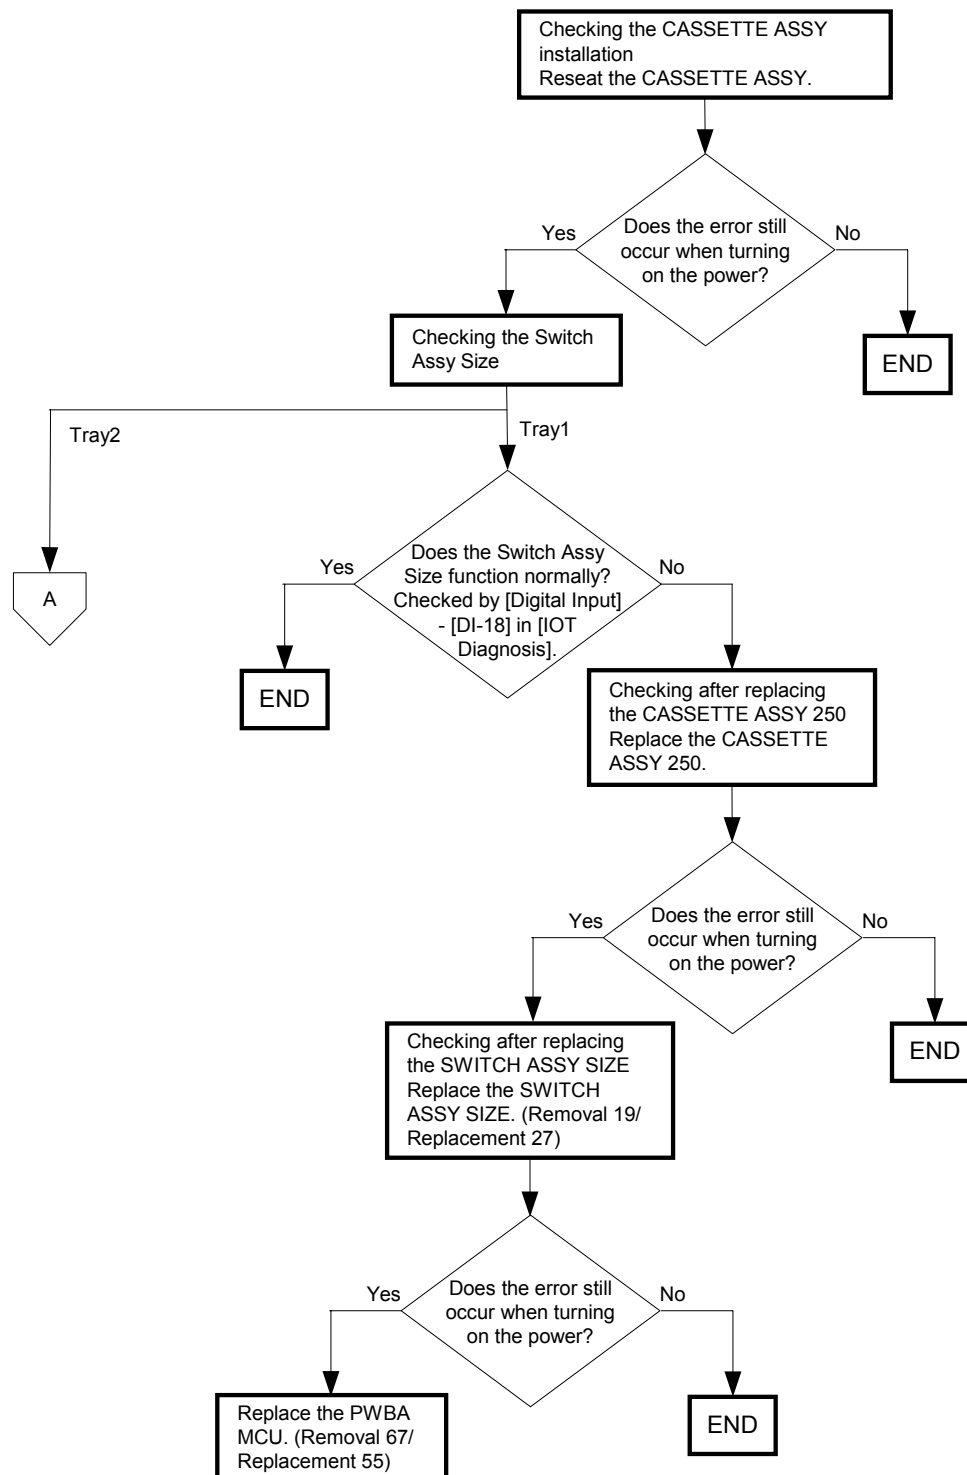 Checking the CASSETTE ASSY
installation
Reseat the CASSETTE ASSY.
Does the error still
occur when turning
on the power?
Yes
No
Checking the Switch
Assy Size
END
Tray2
Tray1
A
Does the Switch Assy
Size function normally?
Checked by [Digital Input]
- [DI-18] in [IOT
Diagnosis].
Yes
No
END
Checking after replacing
the CASSETTE ASSY 250
Replace the CASSETTE
ASSY 250.
Does the error still
occur when turning
on the power?
Yes
No
Checking after replacing
the SWITCH ASSY SIZE
Replace the SWITCH
ASSY SIZE. (Removal 19/
Replacement 27)
END
Does the error still
occur when turning
on the power?
Yes
No
Replace the PWBA
MCU. (Removal 67/
Replacement 55)
END